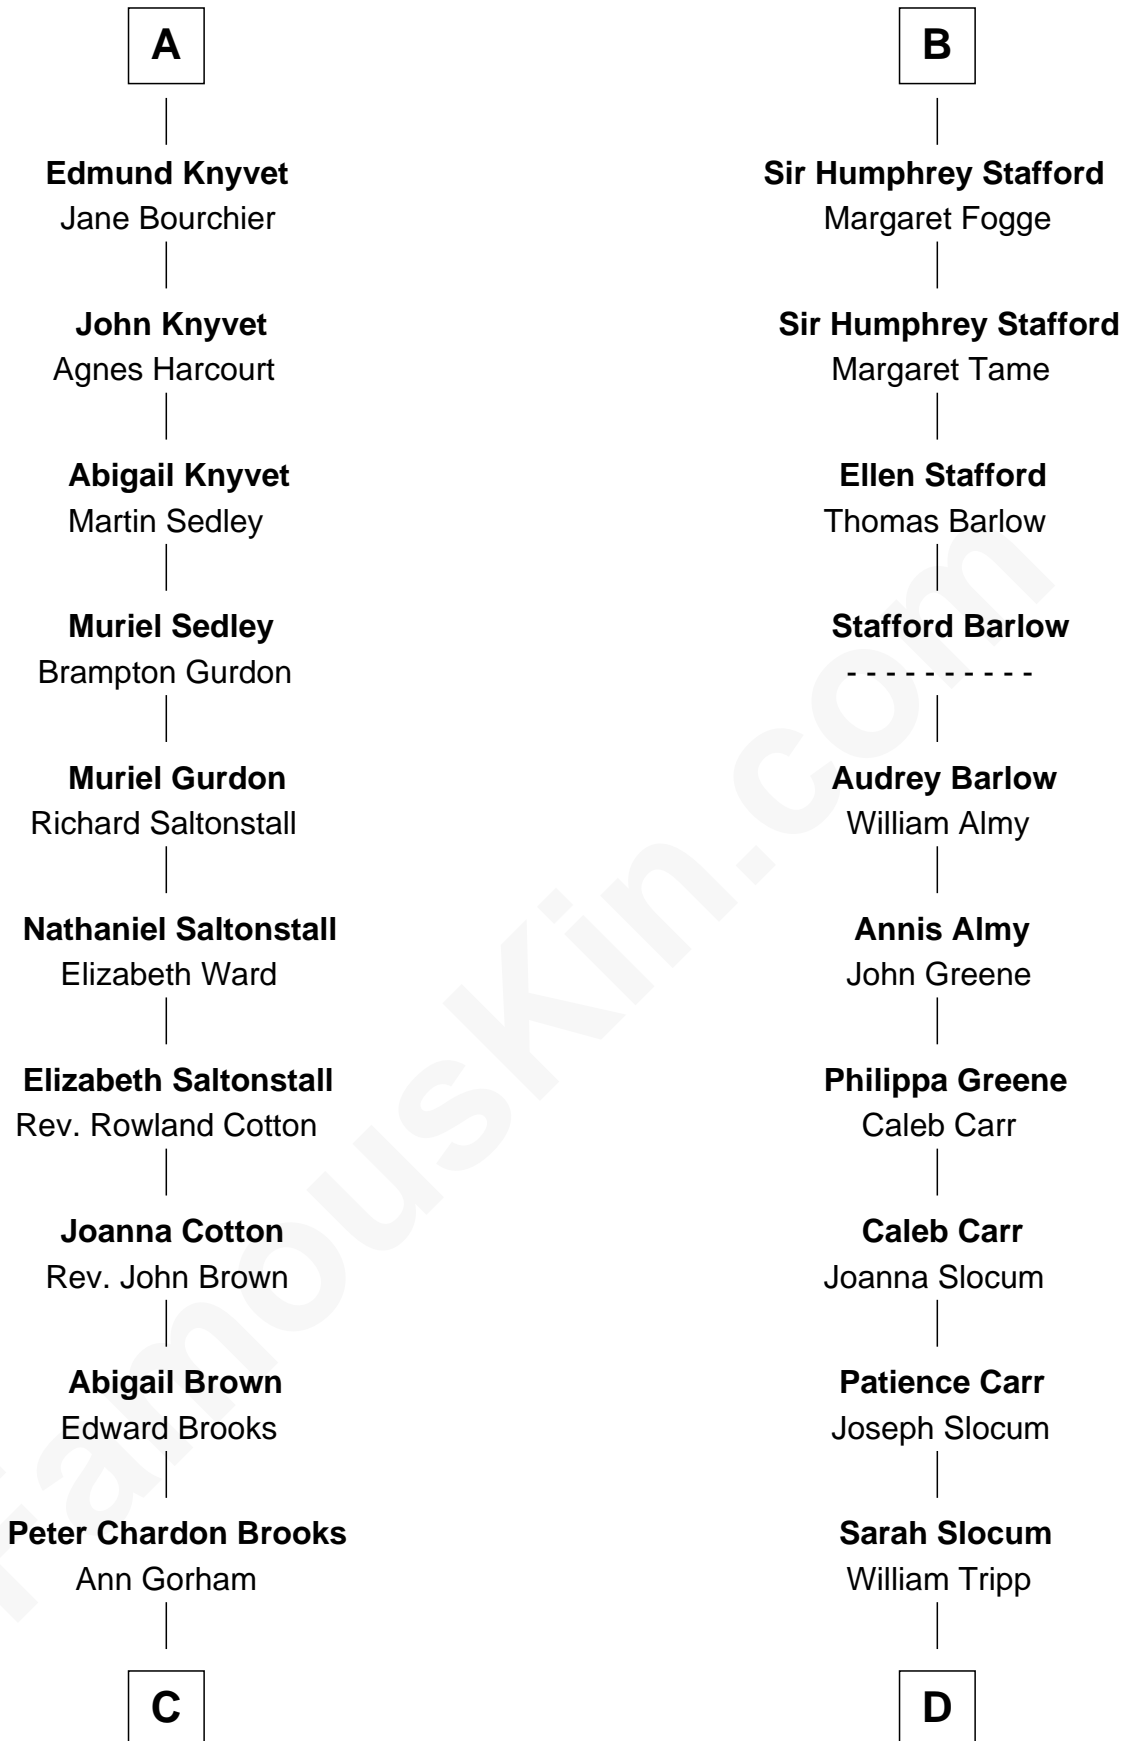 A
Edmund Knyvet
Jane Bourchier
John Knyvet
Agnes Harcourt
Abigail Knyvet
Martin Sedley
Muriel Sedley
Brampton Gurdon
Muriel Gurdon
Richard Saltonstall
Nathaniel Saltonstall
Elizabeth Ward
Elizabeth Saltonstall
Rev. Rowland Cotton
Joanna Cotton
Rev. John Brown
Abigail Brown
Edward Brooks
Peter Chardon Brooks
Ann Gorham
C
B
Sir Humphrey Stafford
Margaret Fogge
Sir Humphrey Stafford
Margaret Tame
Ellen Stafford
Thomas Barlow
Stafford Barlow
- - - - - - - - - -
Audrey Barlow
William Almy
Annis Almy
John Greene
Philippa Greene
Caleb Carr
Caleb Carr
Joanna Slocum
Patience Carr
Joseph Slocum
Sarah Slocum
William Tripp
D
FamousKin.com